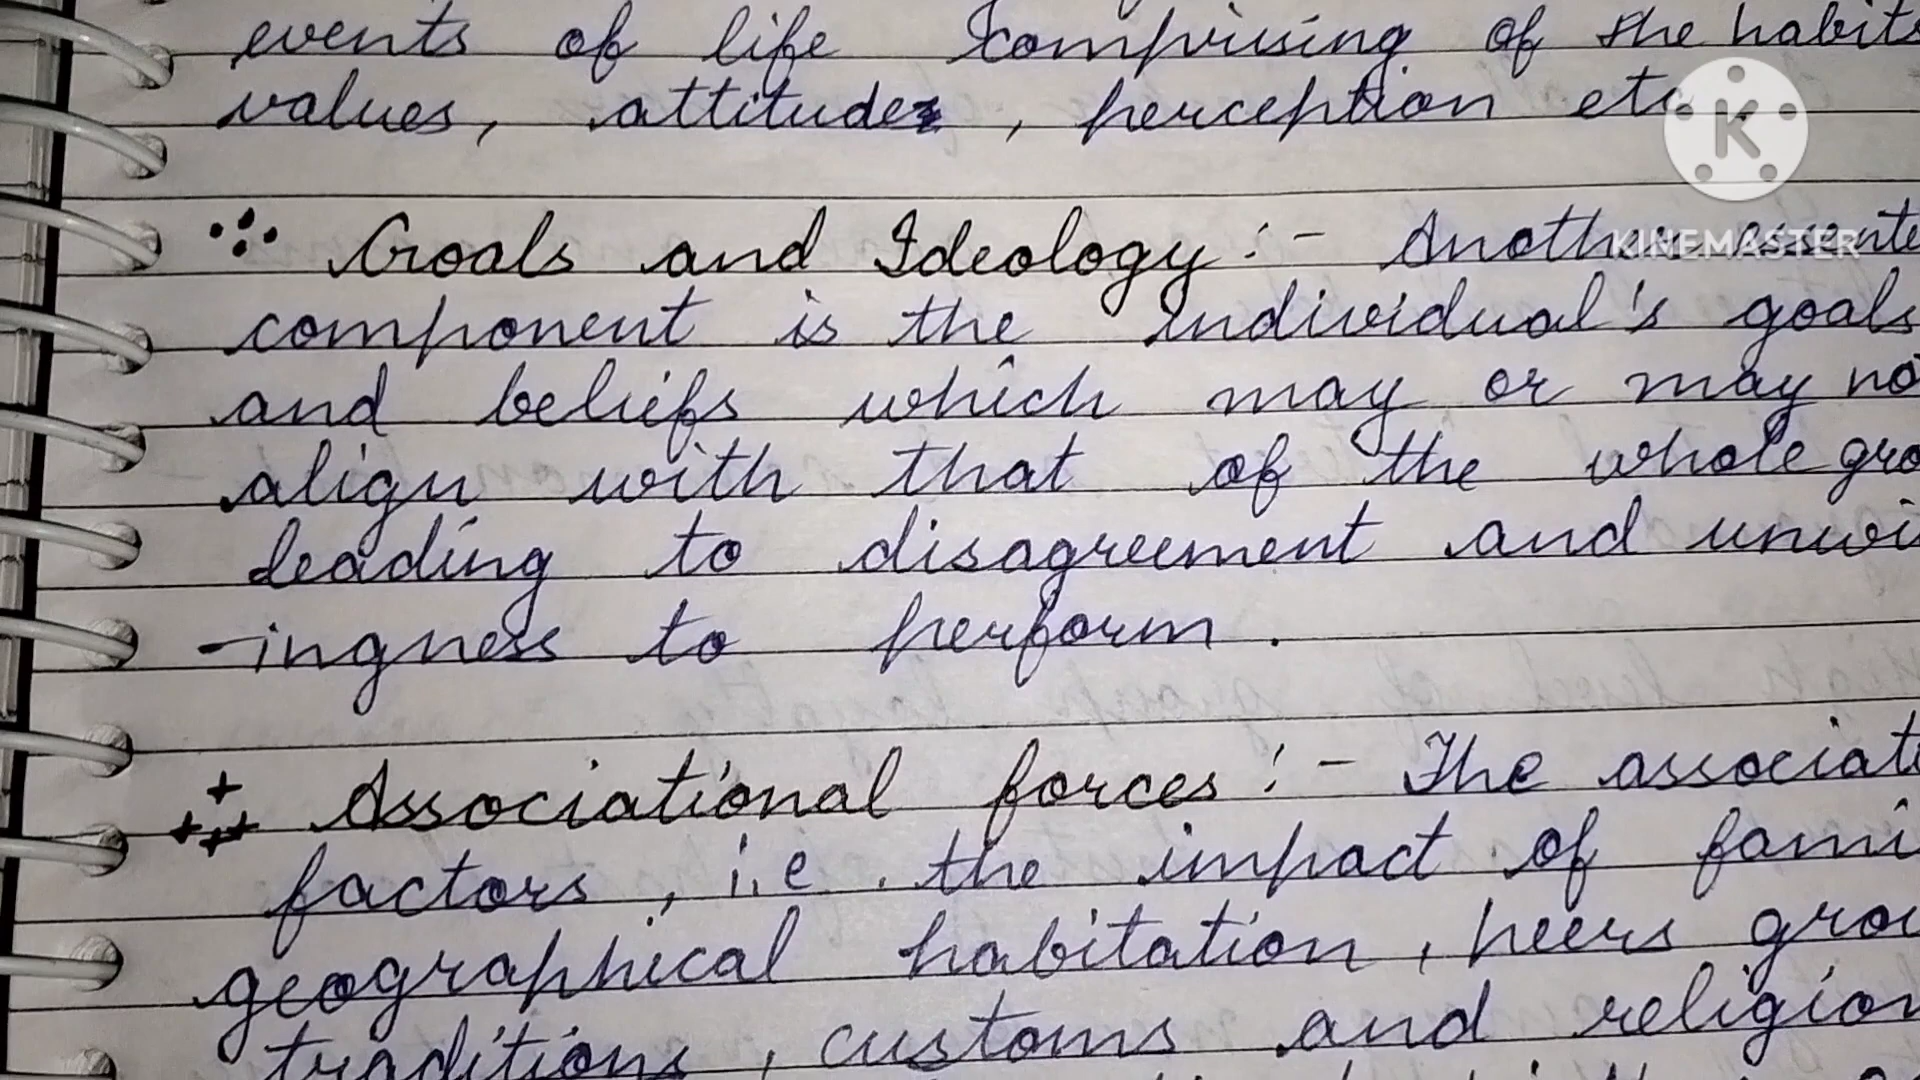 events of life comprising of the habits
values, attitudes, perception etc
K
KINEMASTER
Goals and Ideology :- Another
component is the individual's goals
and beliefs which may or may no
align with that of the whole gro
leading to disagreement and unwi
-ingness to perform.
Associational forces :- The associat
factors, i.e. the impact of fami
geographical habitation, peers grou
traditions, customs and religion